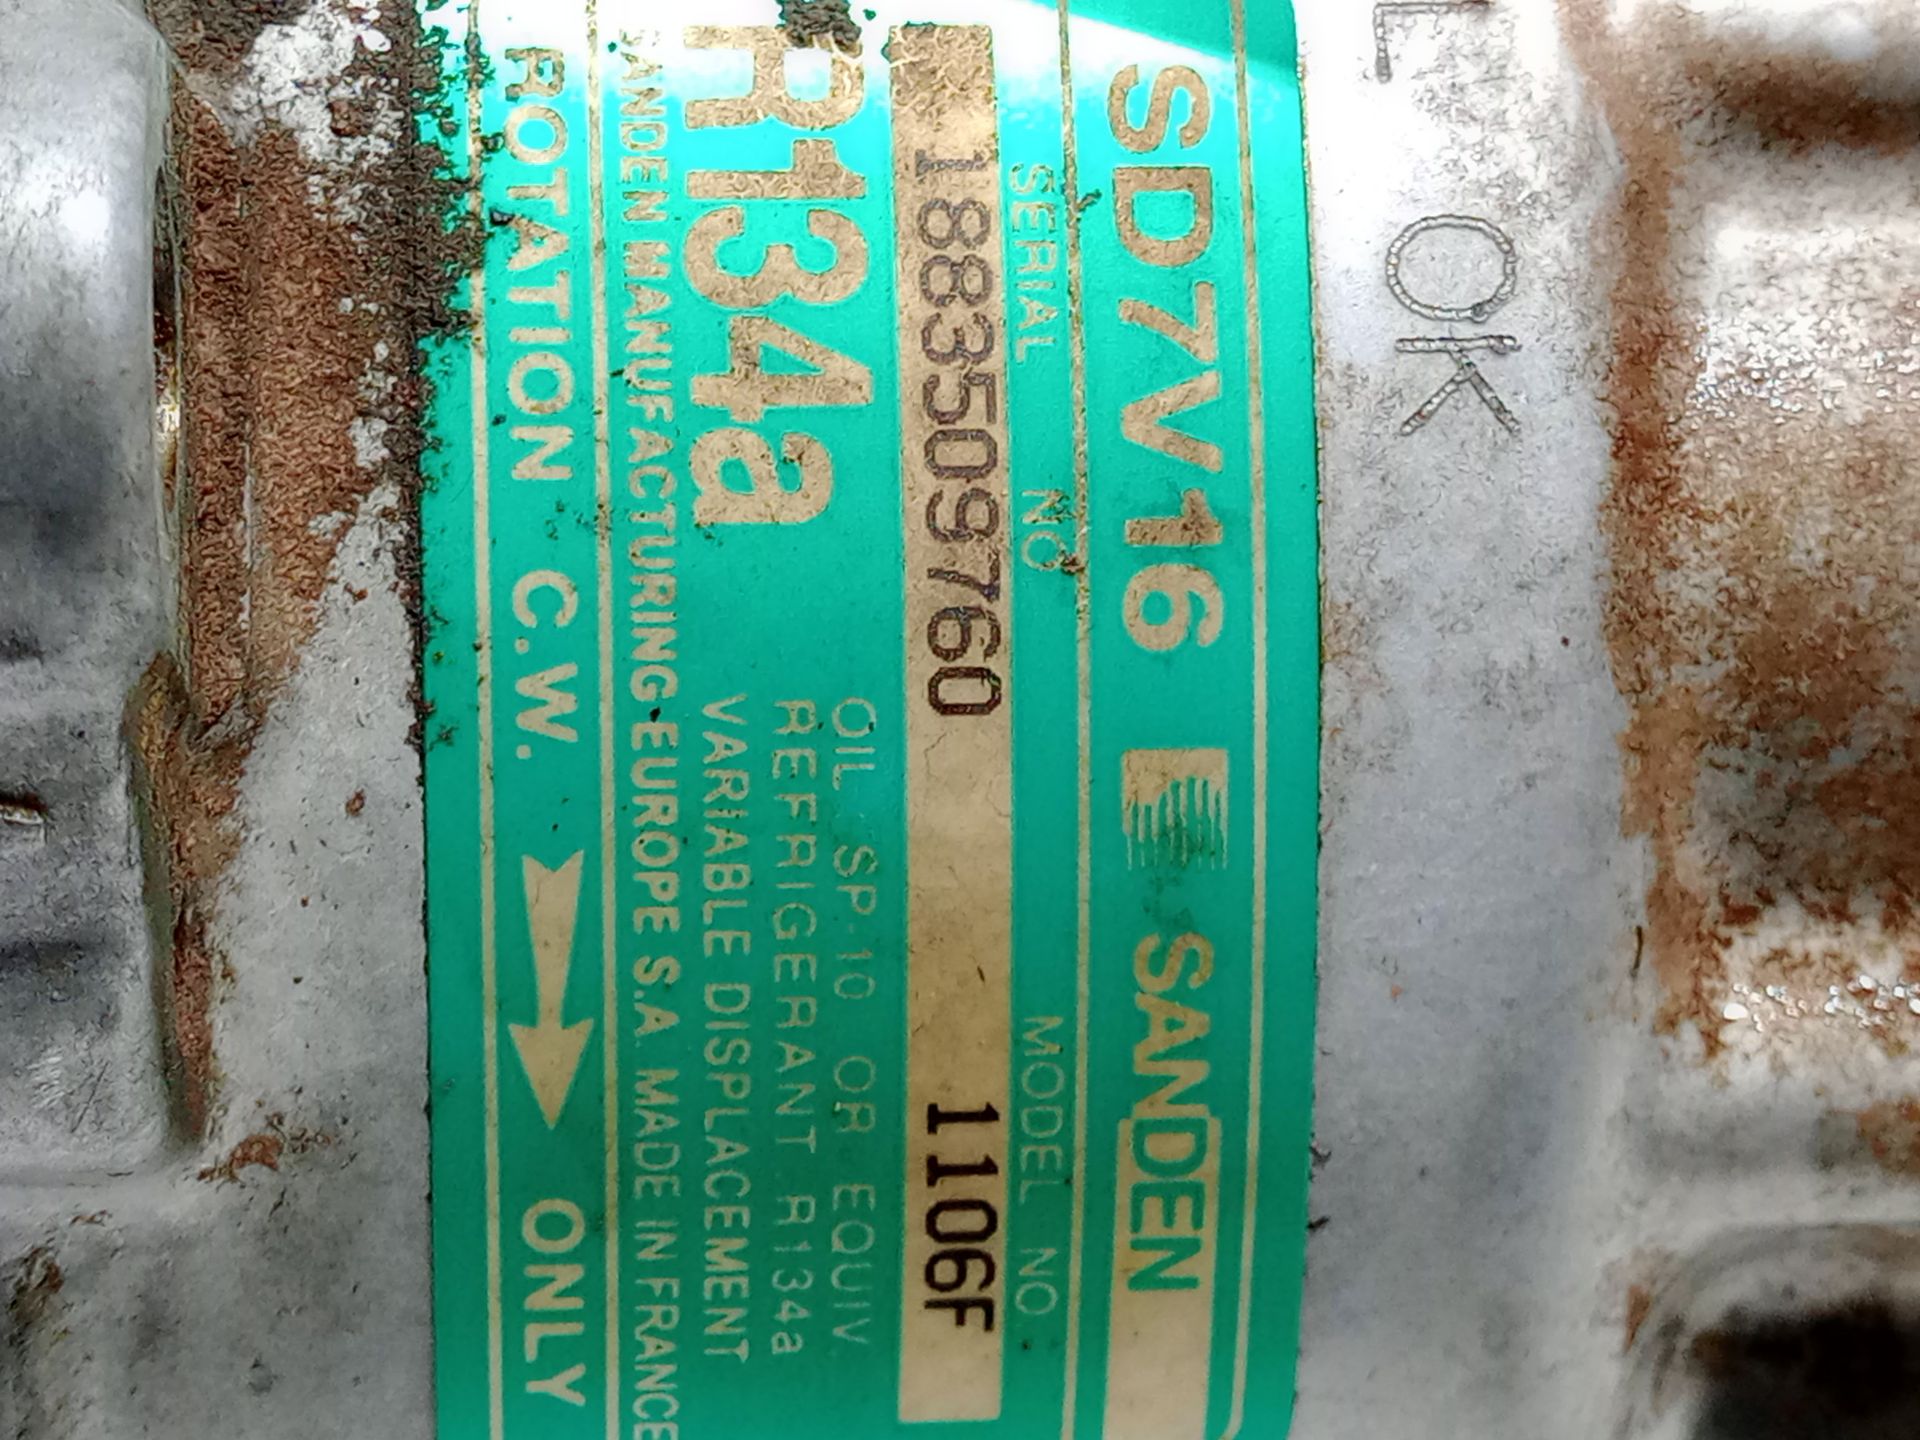 L OK
SD7V16 SANDEN
SERIAL NO MODEL NO.
1883509760 1106F
R134a
OIL SP-10 OR EQUIV.
REFRIGERANT R134a
VARIABLE DISPLACEMENT
SANDEN MANUFACTURING EUROPE S.A. MADE IN FRANCE
ROTATION C.W. ONLY